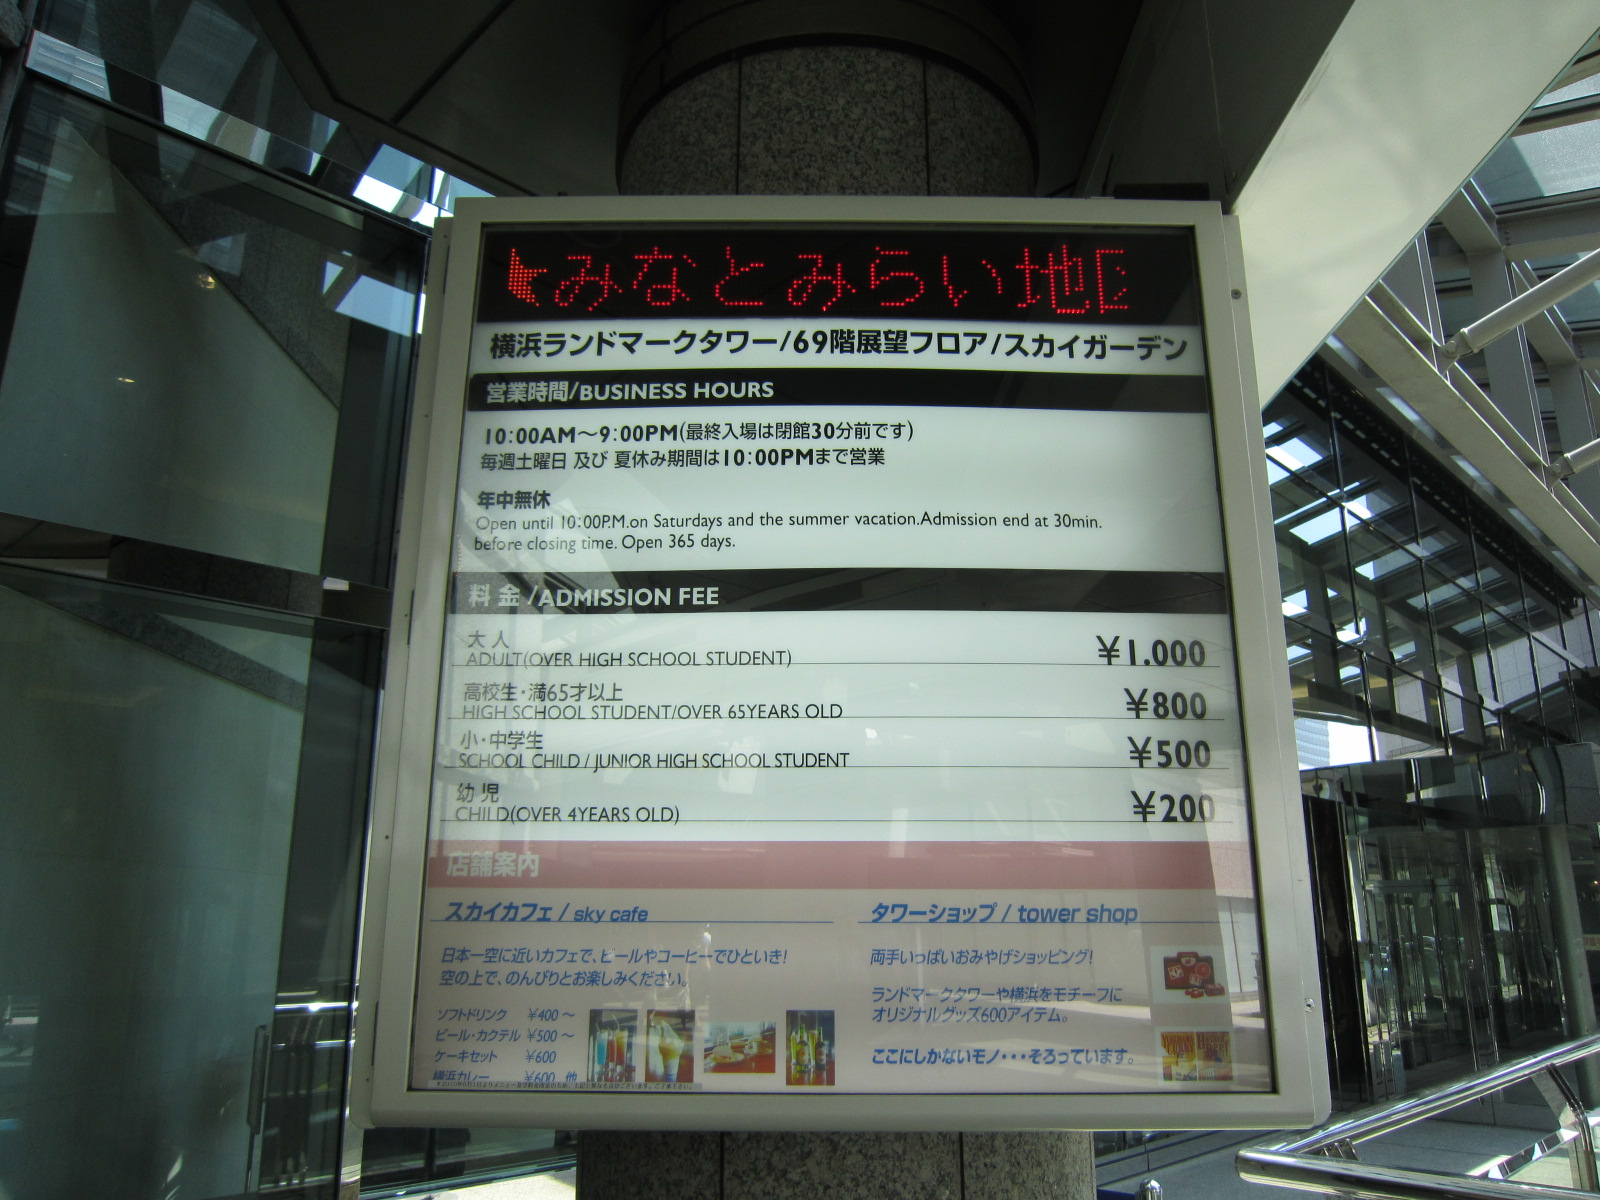 みなとみらい地
横浜ランドマークタワー/69階展望フロア/スカイガーデン
営業時間/BUSINESS HOURS
10:00AM〜9:00PM(最終入場は閉館30分前です)
毎週土曜日 及び 夏休み期間は10:00PMまで営業
年中無休
Open until 10:00P.M.on Saturdays and the summer vacation.Admission end at 30min.
before closing time. Open 365 days.
料金/ADMISSION FEE
大人
ADULT(OVER HIGH SCHOOL STUDENT) ¥1.000
高校生・満65才以上
HIGH SCHOOL STUDENT/OVER 65YEARS OLD ¥800
小・中学生
SCHOOL CHILD / JUNIOR HIGH SCHOOL STUDENT ¥500
幼児
CHILD(OVER 4YEARS OLD) ¥200
店舗案内
スカイカフェ / sky cafe
日本一空に近いカフェで、ビールやコーヒーでひといき!
空の上で、のんびりとお楽しみください。
ソフトドリンク ¥400〜
ビール・カクテル ¥500〜
ケーキセット ¥600
横浜カレー ¥600 他
タワーショップ / tower shop
両手いっぱいおみやげショッピング!
ランドマークタワーや横浜をモチーフに
オリジナルグッズ600アイテム。
ここにしかないモノ・・・そろっています。